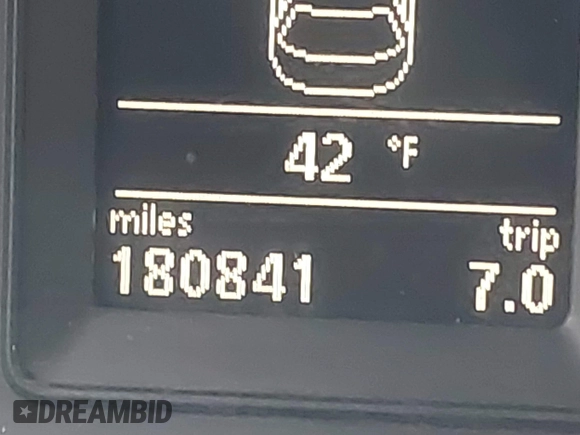 42 °F
miles trip
180841 7.0
DREAMBID